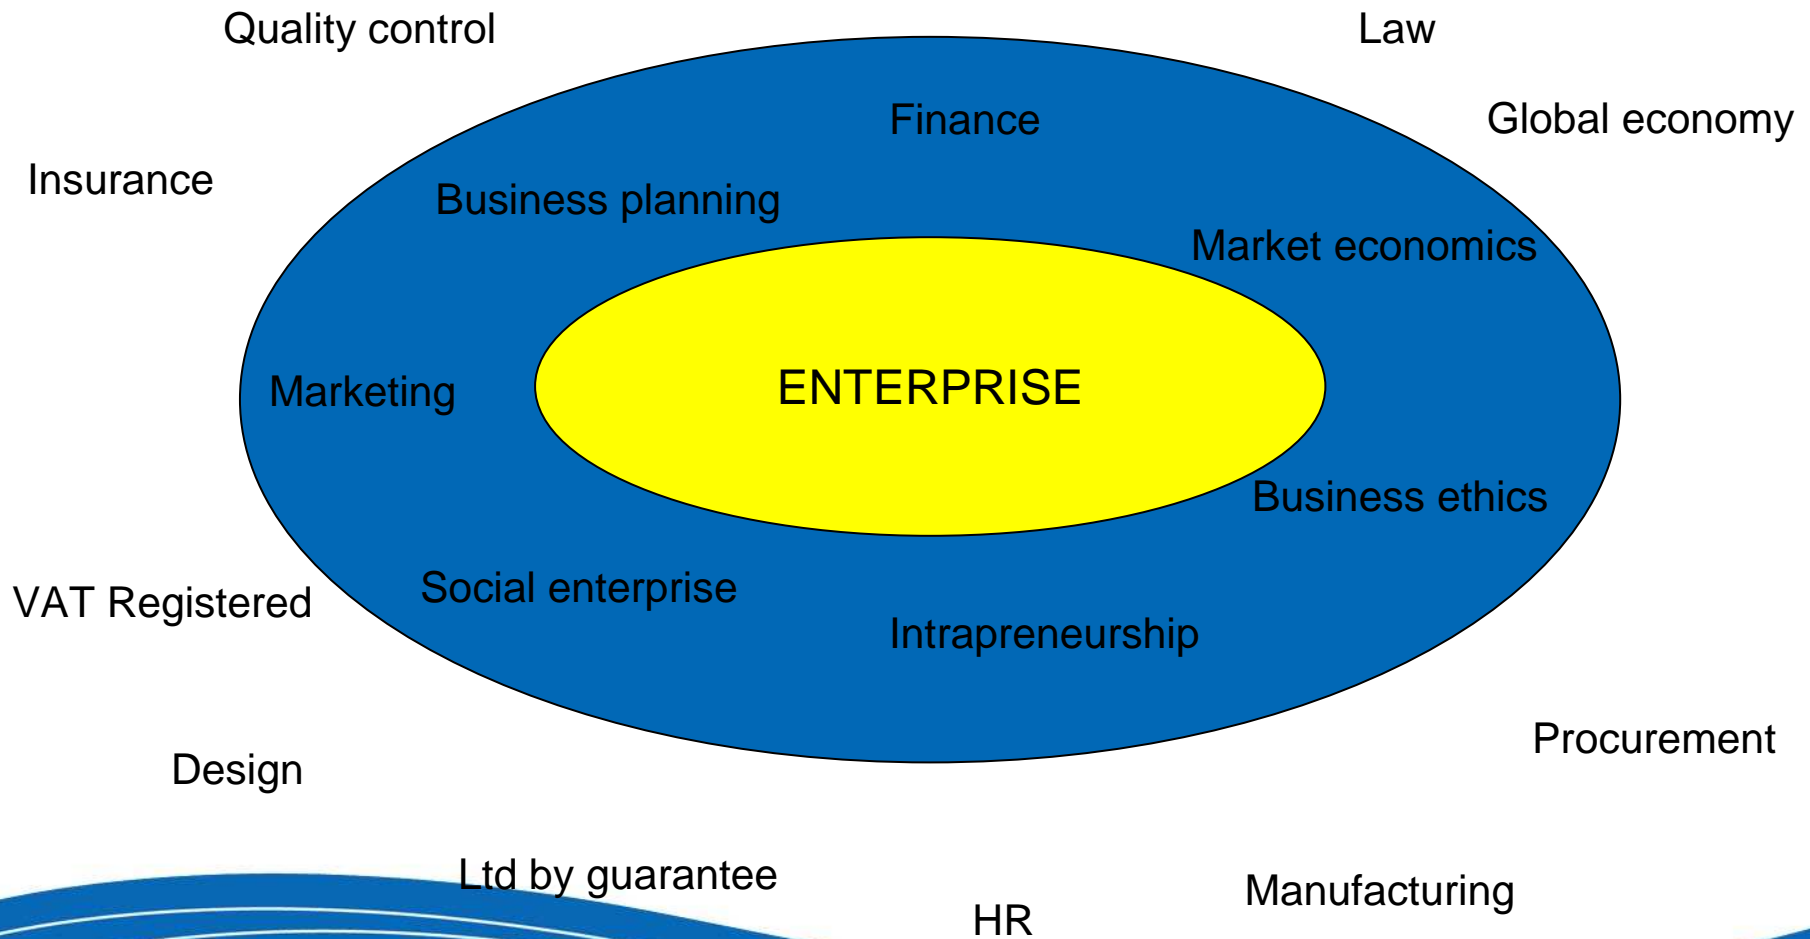 Quality control
Law
Finance
Global economy
Insurance
Business planning
Market economics
Marketing
ENTERPRISE
Business ethics
Social enterprise
VAT Registered
Intrapreneurship
Procurement
Design
Ltd by guarantee
Manufacturing
HR